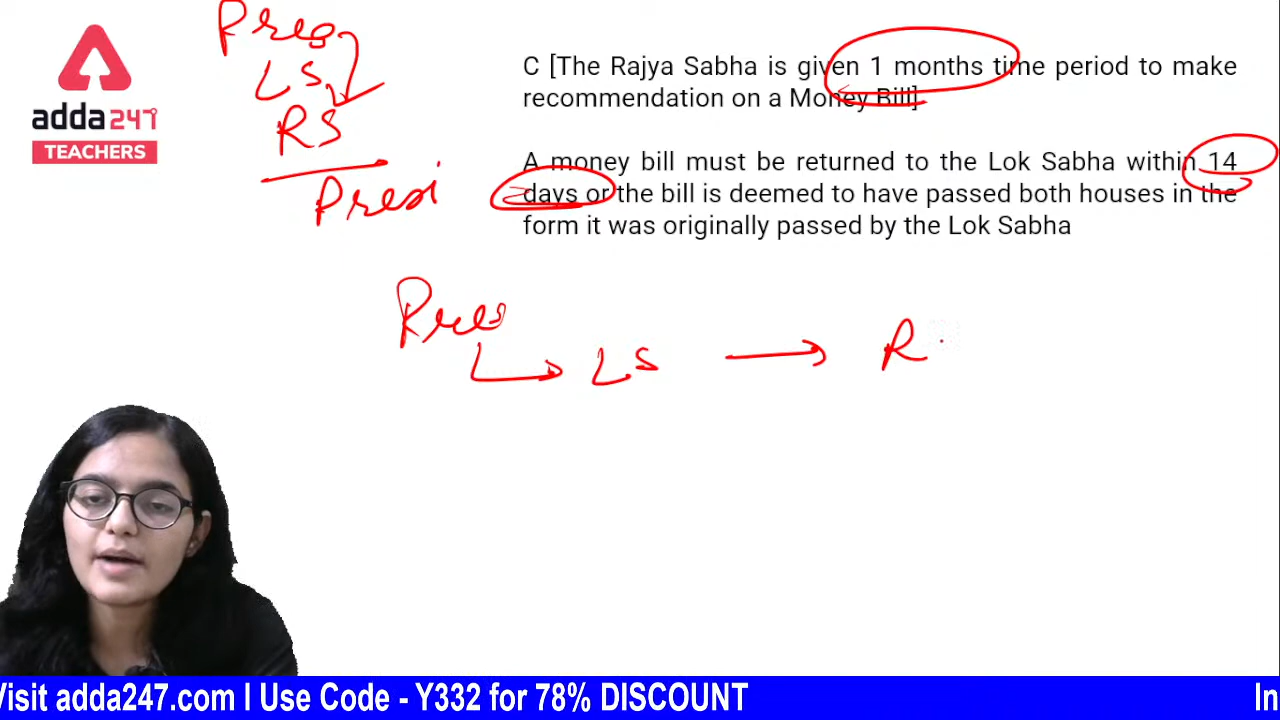 Pres
LS
RS
Presi
adda247
TEACHERS
C [The Rajya Sabha is given 1 months time period to make
recommendation on a Money Bill]
A money bill must be returned to the Lok Sabha within 14
days or the bill is deemed to have passed both houses in the
form it was originally passed by the Lok Sabha
Pres
LS
R
Visit adda247.com I Use Code - Y332 for 78% DISCOUNT
In